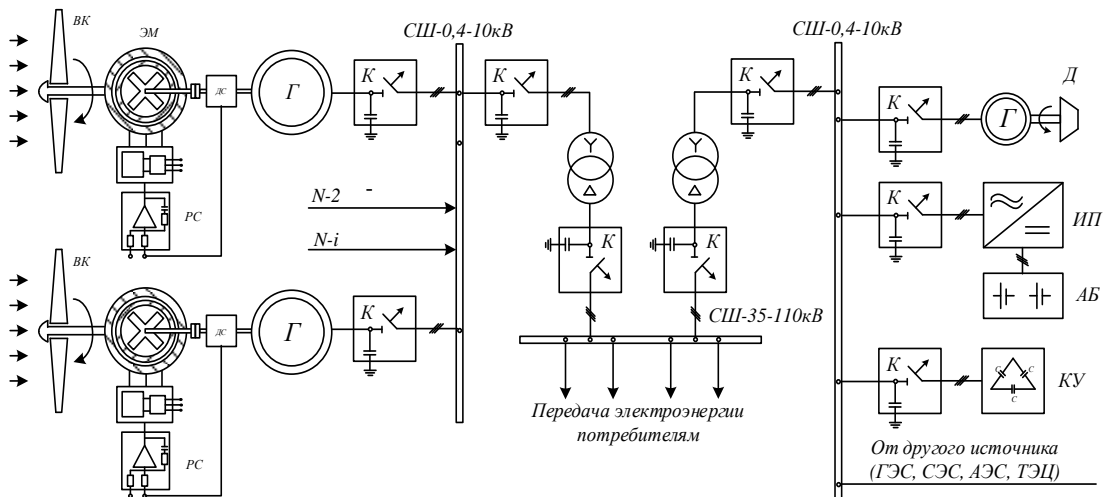 ВК
ЭМ
ДС
Г
К
СШ-0,4-10кВ
К
К
СШ-0,4-10кВ
К
Г
Д
РС
N-2 -
N-i
К
ИП
АБ
К
К
СШ-35-110кВ
ВК
ДС
Г
К
РС
Передача электроэнергии
потребителям
К
С
С
С
КУ
От другого источника
(ГЭС, СЭС, АЭС, ТЭЦ)